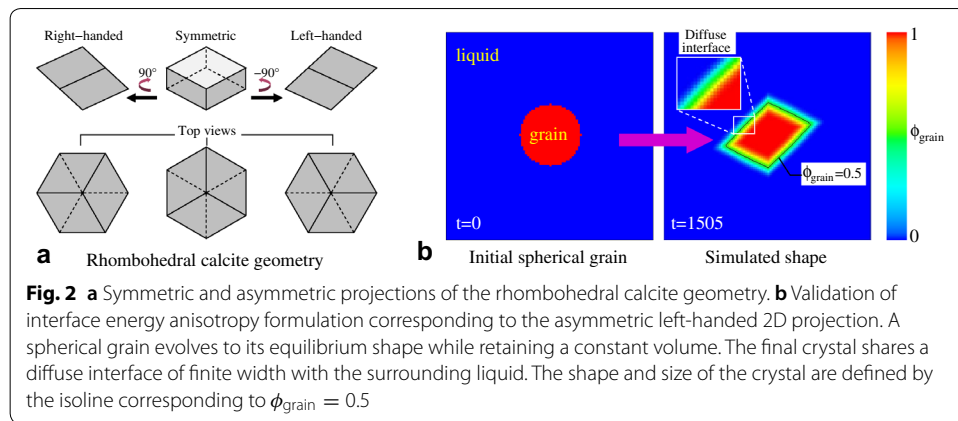 Right–handed Symmetric Left–handed
90° −90°
Top views
a Rhombohedral calcite geometry
Diffuse
interface
liquid
grain
t=0
t=1505
ϕgrain=0.5
1
ϕgrain
0
b Initial spherical grain Simulated shape
Fig. 2 a Symmetric and asymmetric projections of the rhombohedral calcite geometry. b Validation of
interface energy anisotropy formulation corresponding to the asymmetric left-handed 2D projection. A
spherical grain evolves to its equilibrium shape while retaining a constant volume. The final crystal shares a
diffuse interface of finite width with the surrounding liquid. The shape and size of the crystal are defined by
the isoline corresponding to ϕgrain = 0.5